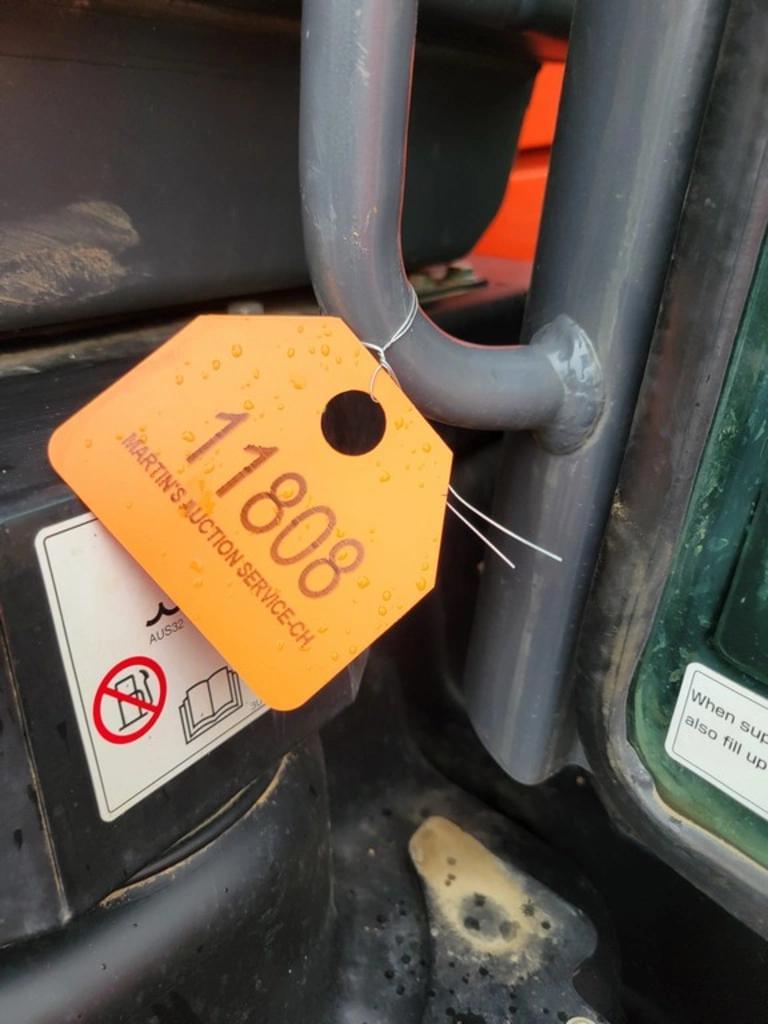 11808
MARTIN'S AUCTION SERVICE-CH
AUS32
When sup
also fill up